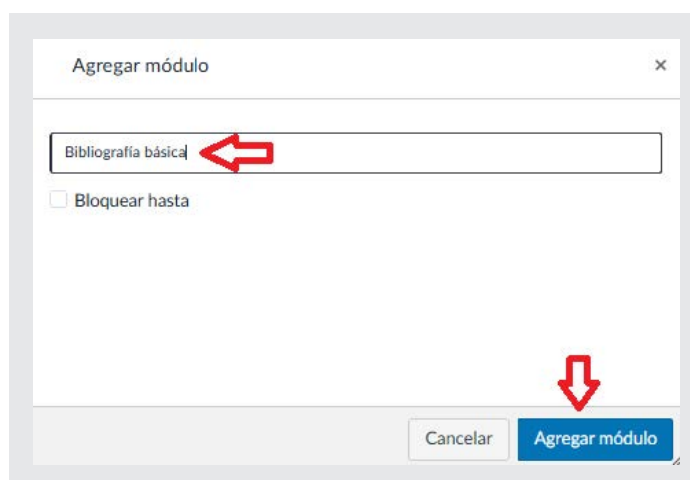 Agregar módulo ×
Bibliografía básica
Bloquear hasta
Cancelar Agregar módulo